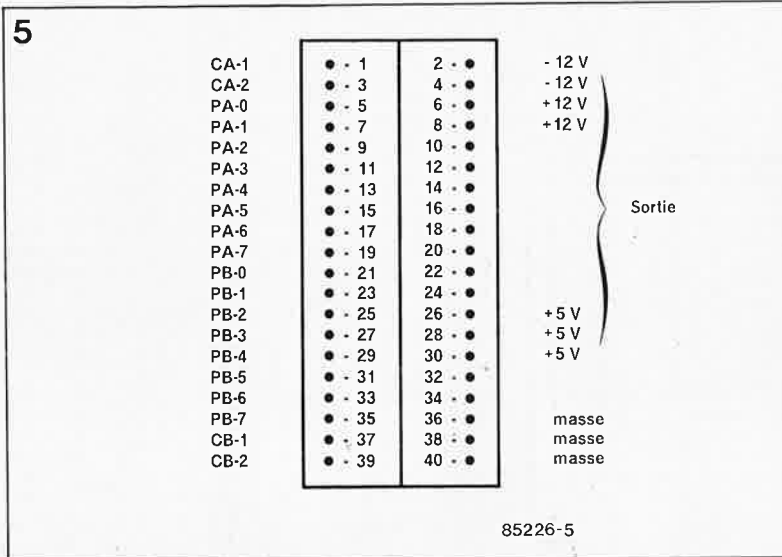 5
CA-1 1 2 - 12 V
CA-2 3 4 - 12 V
PA-0 5 6 + 12 V
PA-1 7 8 + 12 V
PA-2 9 10
PA-3 11 12
PA-4 13 14
PA-5 15 16 Sortie
PA-6 17 18
PA-7 19 20
PB-0 21 22
PB-1 23 24
PB-2 25 26 + 5 V
PB-3 27 28 + 5 V
PB-4 29 30 + 5 V
PB-5 31 32
PB-6 33 34
PB-7 35 36 masse
CB-1 37 38 masse
CB-2 39 40 masse
85226-5